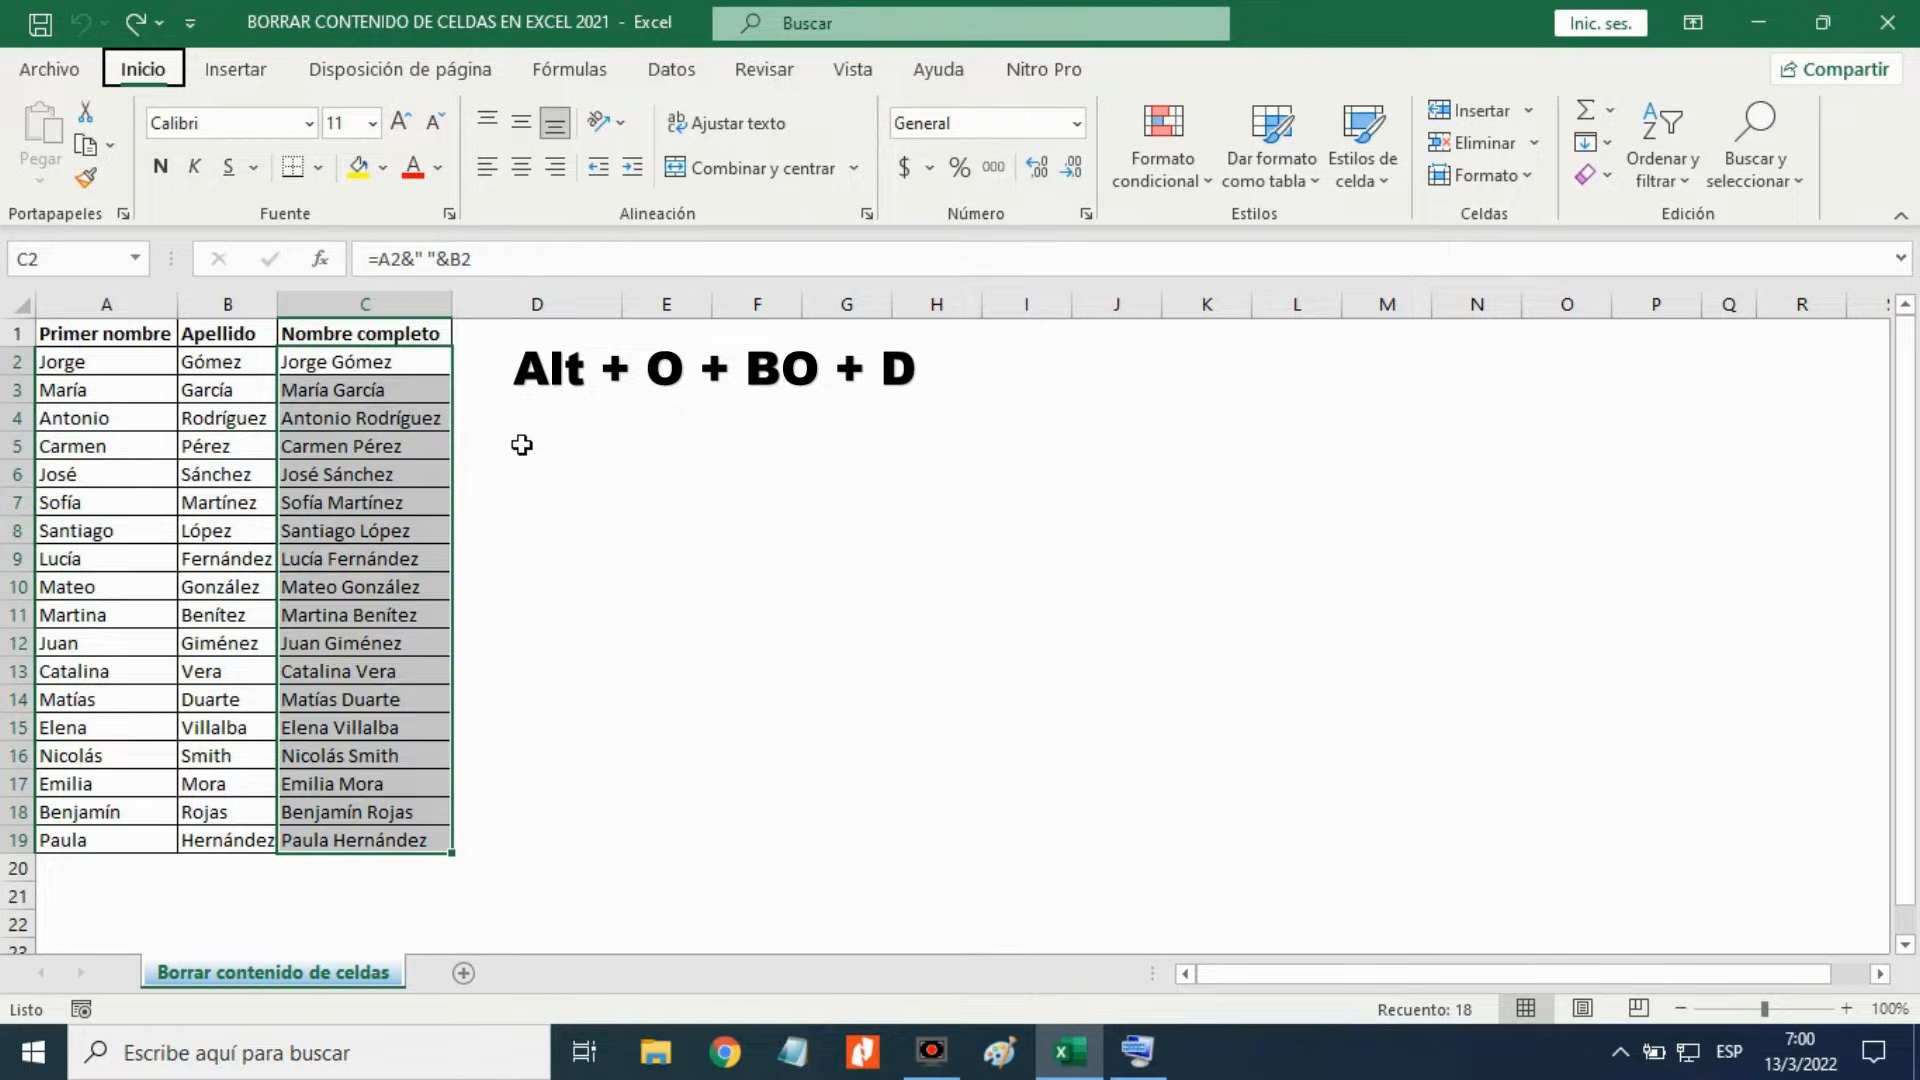 BORRAR CONTENIDO DE CELDAS EN EXCEL 2021 - Excel
Buscar
Inic. ses.
Archivo Inicio Insertar Disposición de página Fórmulas Datos Revisar Vista Ayuda Nitro Pro Compartir
Pegar
Calibri 11
N K S
Ajustar texto
Combinar y centrar
General
$ % 000
Formato condicional
Dar formato como tabla
Estilos de celda
Insertar
Eliminar
Formato
Ordenar y filtrar
Buscar y seleccionar
Portapapeles Fuente Alineación Número Estilos Celdas Edición
C2 fx =A2&" "&B2
A B C D E F G H I J K L M N O P Q R
1 Primer nombre Apellido Nombre completo
Alt + O + BO + D
2 Jorge Gómez Jorge Gómez
3 María García María García
4 Antonio Rodríguez Antonio Rodríguez
5 Carmen Pérez Carmen Pérez
6 José Sánchez José Sánchez
7 Sofía Martínez Sofía Martínez
8 Santiago López Santiago López
9 Lucía Fernández Lucía Fernández
10 Mateo González Mateo González
11 Martina Benítez Martina Benítez
12 Juan Giménez Juan Giménez
13 Catalina Vera Catalina Vera
14 Matías Duarte Matías Duarte
15 Elena Villalba Elena Villalba
16 Nicolás Smith Nicolás Smith
17 Emilia Mora Emilia Mora
18 Benjamín Rojas Benjamín Rojas
19 Paula Hernández Paula Hernández
20
21
22
23
Borrar contenido de celdas
Listo Recuento: 18 100%
Escribe aquí para buscar
ESP
7:00
13/3/2022